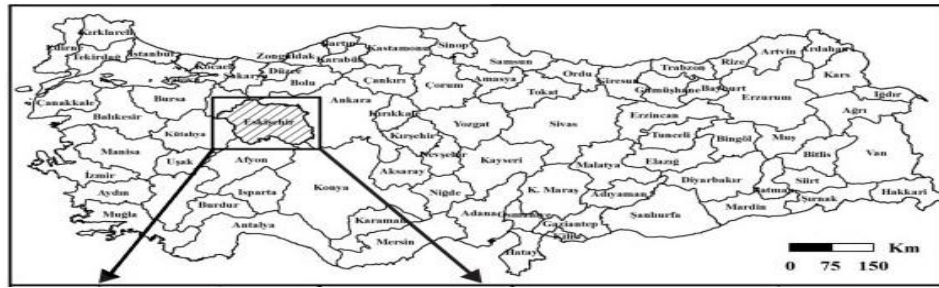 Kırklareli
Edirne
Tekirdağ
İstanbul
Kocaeli
Sakarya
Düzce
Zonguldak
Bartın
Karabük
Kastamonu
Sinop
Samsun
Bolu
Çankırı
Çorum
Amasya
Ordu
Giresun
Trabzon
Rize
Artvin
Ardahan
Kars
Iğdır
Tokat
Gümüşhane
Bayburt
Erzurum
Ağrı
Çanakkale
Bursa
Ankara
Balıkesir
Eskişehir
Kırıkkale
Yozgat
Sivas
Erzincan
Kütahya
Kırşehir
Tunceli
Bingöl
Muş
Van
Manisa
Uşak
Afyon
Nevşehir
Kayseri
Malatya
Elazığ
Bitlis
İzmir
Aksaray
Diyarbakır
Siirt
Aydın
Isparta
Konya
Niğde
K. Maraş
Adıyaman
Batman
Hakkari
Burdur
Muğla
Antalya
Karaman
Adana
Osmaniye
Gaziantep
Şanlıurfa
Mardin
Şırnak
Mersin
Kilis
Hatay
Km
0 75 150